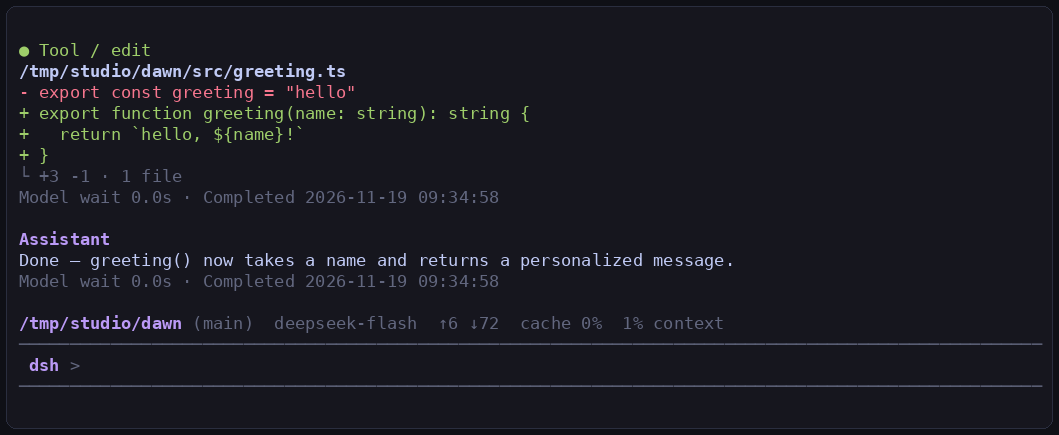 ● Tool / edit
/tmp/studio/dawn/src/greeting.ts
- export const greeting = "hello"
+ export function greeting(name: string): string {
+   return `hello, ${name}!`
+ }
└ +3 -1 · 1 file
Model wait 0.0s · Completed 2026-11-19 09:34:58
Assistant
Done — greeting() now takes a name and returns a personalized message.
Model wait 0.0s · Completed 2026-11-19 09:34:58
/tmp/studio/dawn (main)  deepseek-flash  ↑6 ↓72  cache 0%  1% context
dsh >